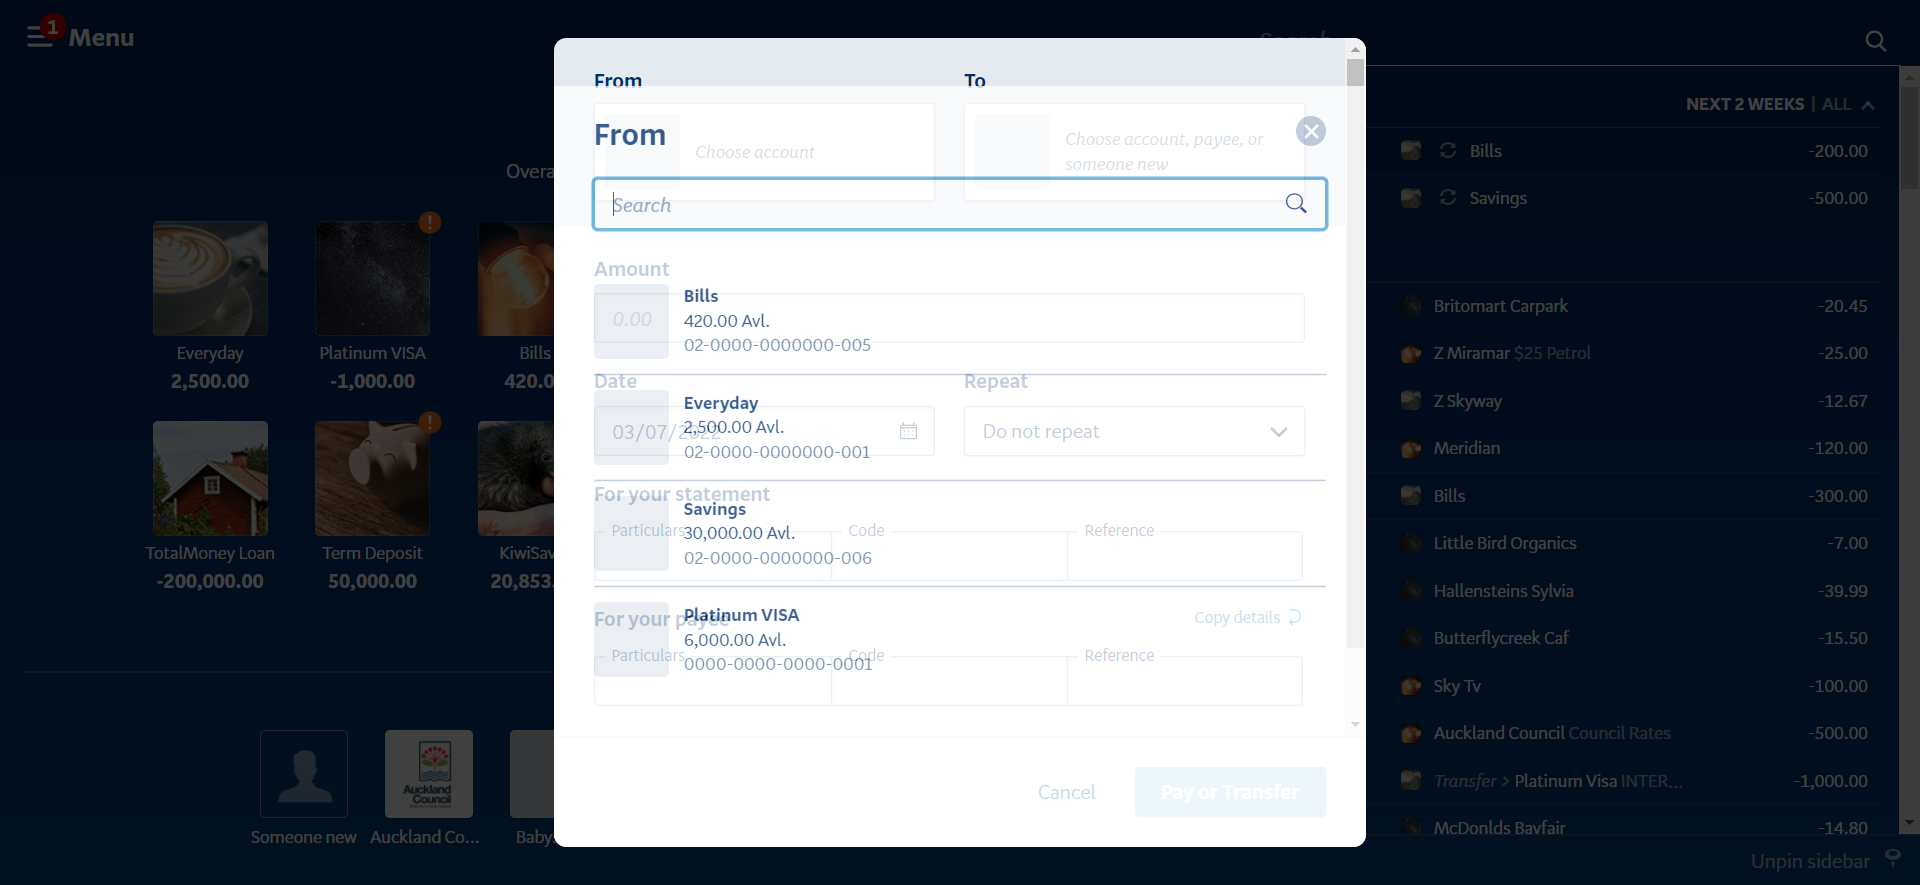 1
Menu
Search
NEXT 2 WEEKS | ALL
Bills -200.00
Savings -500.00
Britomart Carpark -20.45
Z Miramar $25 Petrol -25.00
Z Skyway -12.67
Meridian -120.00
Bills -300.00
Little Bird Organics -7.00
Hallensteins Sylvia -39.99
Butterflycreek Caf -15.50
Sky Tv -100.00
Auckland Council Council Rates -500.00
Transfer > Platinum Visa INTER... -1,000.00
McDonlds Bayfair -14.80
Unpin sidebar
Overa
Everyday
2,500.00
!
Platinum VISA
-1,000.00
Bills
420.0
TotalMoney Loan
-200,000.00
!
Term Deposit
50,000.00
KiwiSav
20,853.
Someone new
Auckland
Council
Auckland Co...
Baby
From
To
Choose account
Choose account, payee, or
someone new
From
Search
Amount
0.00
Bills
420.00 Avl.
02-0000-0000000-005
Date
Repeat
03/07/2022
Do not repeat
Everyday
2,500.00 Avl.
02-0000-0000000-001
For your statement
Particulars
Code
Reference
Savings
30,000.00 Avl.
02-0000-0000000-006
For your payee
Copy details
Particulars
Code
Reference
Platinum VISA
6,000.00 Avl.
0000-0000-0000-0001
Cancel
Pay or Transfer